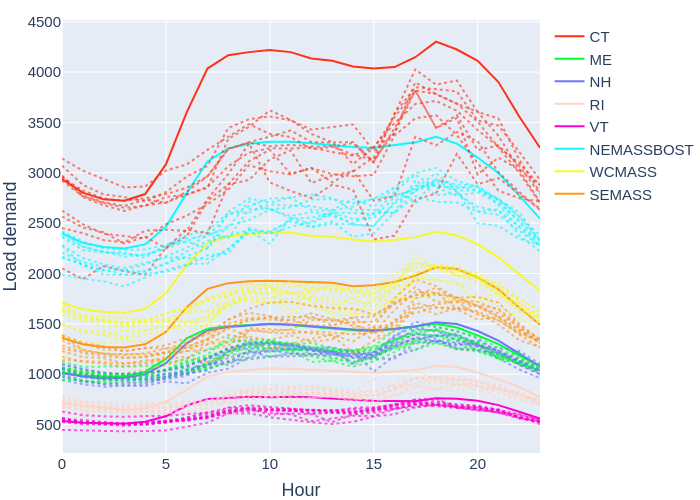 4500
4000
3500
3000
2500
2000
1500
1000
500
Load demand
0
5
10
15
20
Hour
CT
ME
NH
RI
VT
NEMASSBOST
WCMASS
SEMASS